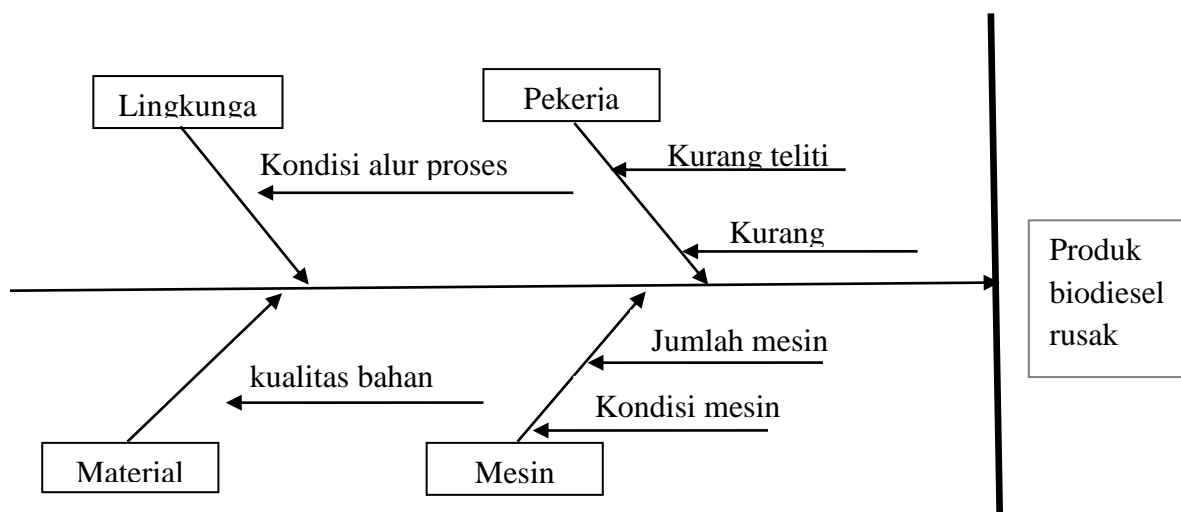 Lingkunga
Pekerja
Kondisi alur proses
Kurang teliti
Kurang
Produk
biodiesel
rusak
Jumlah mesin
kualitas bahan
Kondisi mesin
Material
Mesin